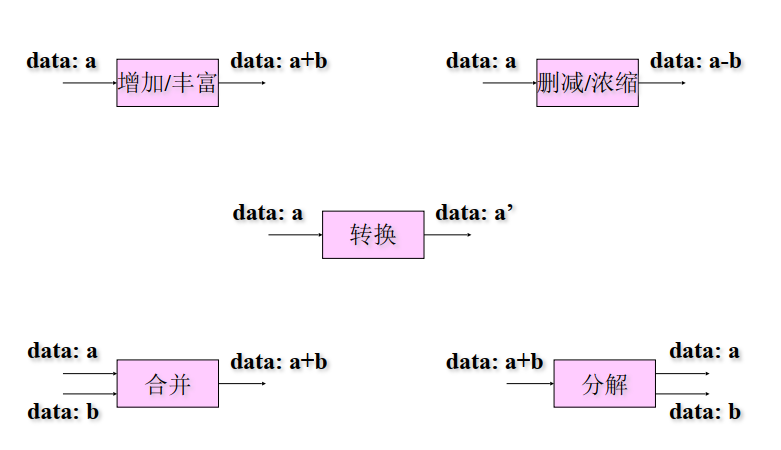 data: a
增加/丰富
data: a+b
data: a
删减/浓缩
data: a-b
data: a
转换
data: a’
data: a
data: b
合并
data: a+b
data: a+b
分解
data: a
data: b